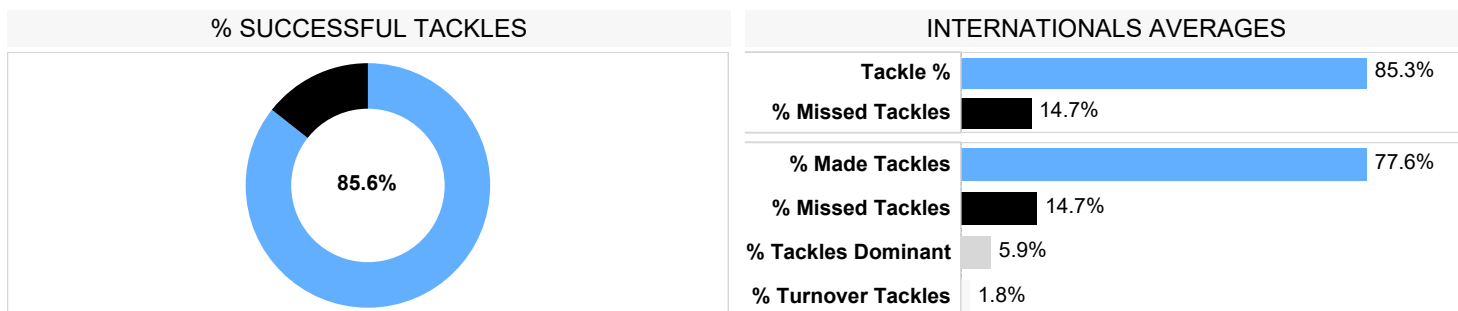 % SUCCESSFUL TACKLES
85.6%
INTERNATIONALS AVERAGES
Tackle % 85.3%
% Missed Tackles 14.7%
% Made Tackles 77.6%
% Missed Tackles 14.7%
% Tackles Dominant 5.9%
% Turnover Tackles 1.8%